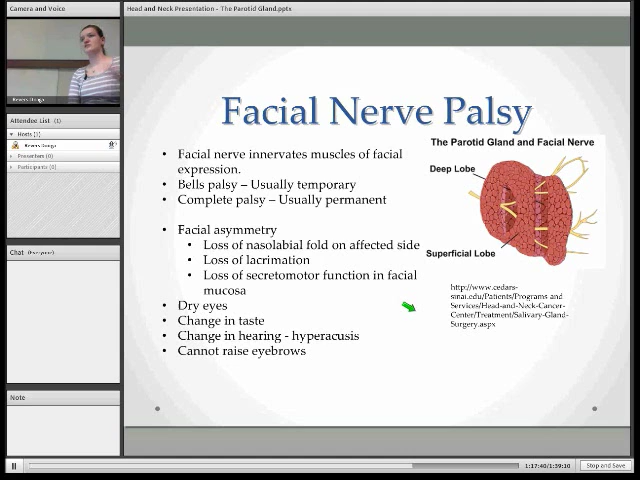 Camera and Voice
Head and Neck Presentation - The Parotid Gland.pptx
Attendee List (1)
Hosts (1)
Presenters (0)
Participants (0)
Chat (Everyone)
Note
Facial Nerve Palsy
• Facial nerve innervates muscles of facial
expression.
• Bells palsy – Usually temporary
• Complete palsy – Usually permanent
• Facial asymmetry
• Loss of nasolabial fold on affected side
• Loss of lacrimation
• Loss of secretomotor function in facial
mucosa
• Dry eyes
• Change in taste
• Change in hearing - hyperacusis
• Cannot raise eyebrows
The Parotid Gland and Facial Nerve
Deep Lobe
Superficial Lobe
http://www.cedars-
sinai.edu/Patients/Programs and
Services/Head-and-Neck-Cancer-
Center/Treatment/Salivary-Gland-
Surgery.aspx
1:17:40/1:39:10
Stop and Save